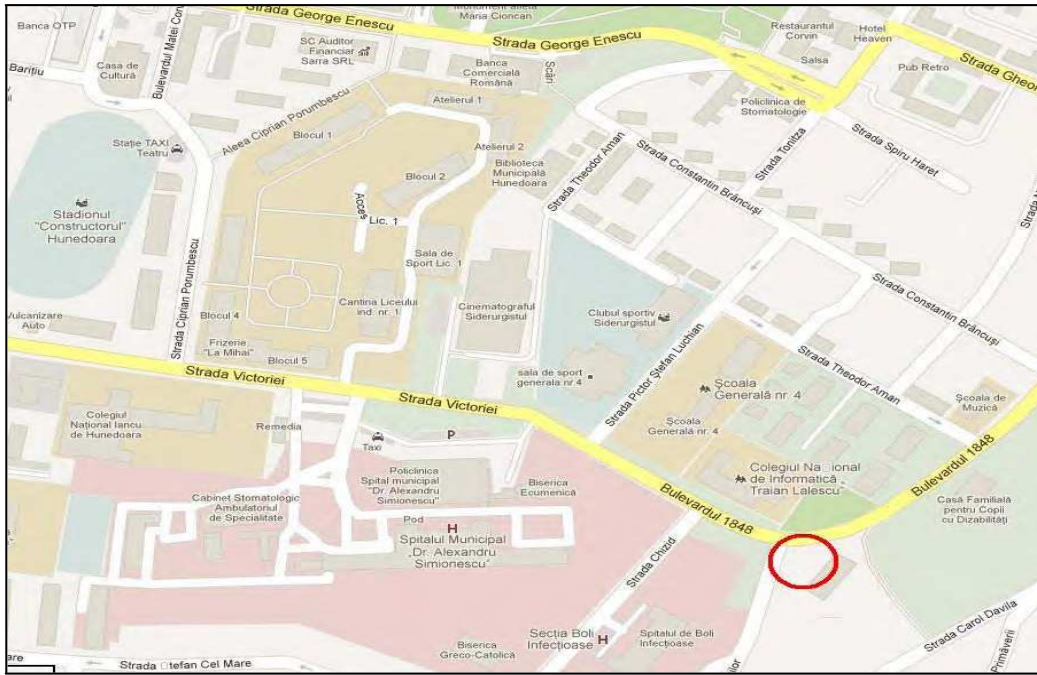 Banca OTP
Monument
Maria Cioncan
Strada George Enescu
Strada George Enescu
Restaurantul
Corvin
Hotel
Heaven
Salsa
Pub Retro
Casa de
Cultură
SC Auditor
Financiar
Sarra SRL
Banca
Comercială
Română
Scări
Policlinica de
Stomatologie
Aleea Ciprian Porumbescu
Atelierul 1
Atelierul 2
Blocul 1
Blocul 2
Stație TAXI
Teatru
Biblioteca
Municipală
Hunedoara
Strada Theodor Aman
Strada Tonitza
Strada Spiru Haret
Strada Constantin Brâncuși
Acces
Lic. 1
Stadionul
"Constructorul"
Hunedoara
Strada Ciprian Porumbescu
Sala de
Sport Lic. 1
Cantina Liceului
ind. nr. 1
Cinematograful
Siderurgistul
Clubul sportiv
Siderurgistul
Strada Constantin Brâncuși
Vulcanizare
Auto
Blocul 4
Frizerie
"La Mihai"
Blocul 5
Strada Victoriei
Strada Victoriei
sala de sport
generala nr.4
Strada Pictor Ștefan Luchian
Școala
Generală nr. 4
Școala
Generală nr. 4
Strada Theodor Aman
Școala de
Muzică
Colegiul
Național Iancu
de Hunedoara
Remedia
Taxi
P
Policlinica
Spital municipal
"Dr. Alexandru
Simionescu"
Biserica
Ecumenică
Colegiul Na ional
de Informatică
Traian Lalescu
Bulevardul 1848
Bulevardul 1848
Casă Familială
pentru Copii
cu Dizabilități
Cabinet Stomatologic
Ambulatoriul
de Specialitate
Pod
H
Spitalul Municipal
„Dr. Alexandru
Simionescu"
Strada Chizid
Secția Boli
Infecțioase
H
Spitalul de Boli
Infecțioase
Biserica
Greco-Catolică
Strada Carol Davila
Primăverii
Strada tefan Cel Mare